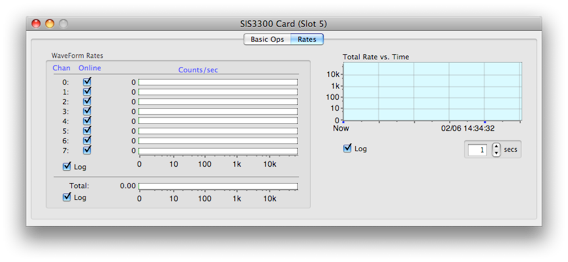 SIS3300 Card (Slot 5)
Basic Ops Rates
WaveForm Rates
Chan Online Counts/sec
0: 0
1: 0
2: 0
3: 0
4: 0
5: 0
6: 0
7: 0
Log 0 10 100 1k 10k
Total: 0.00
Log 0 10 100 1k 10k
Total Rate vs. Time
10k
1k
100
10
0
Now 02/06 14:34:32
Log 1 secs